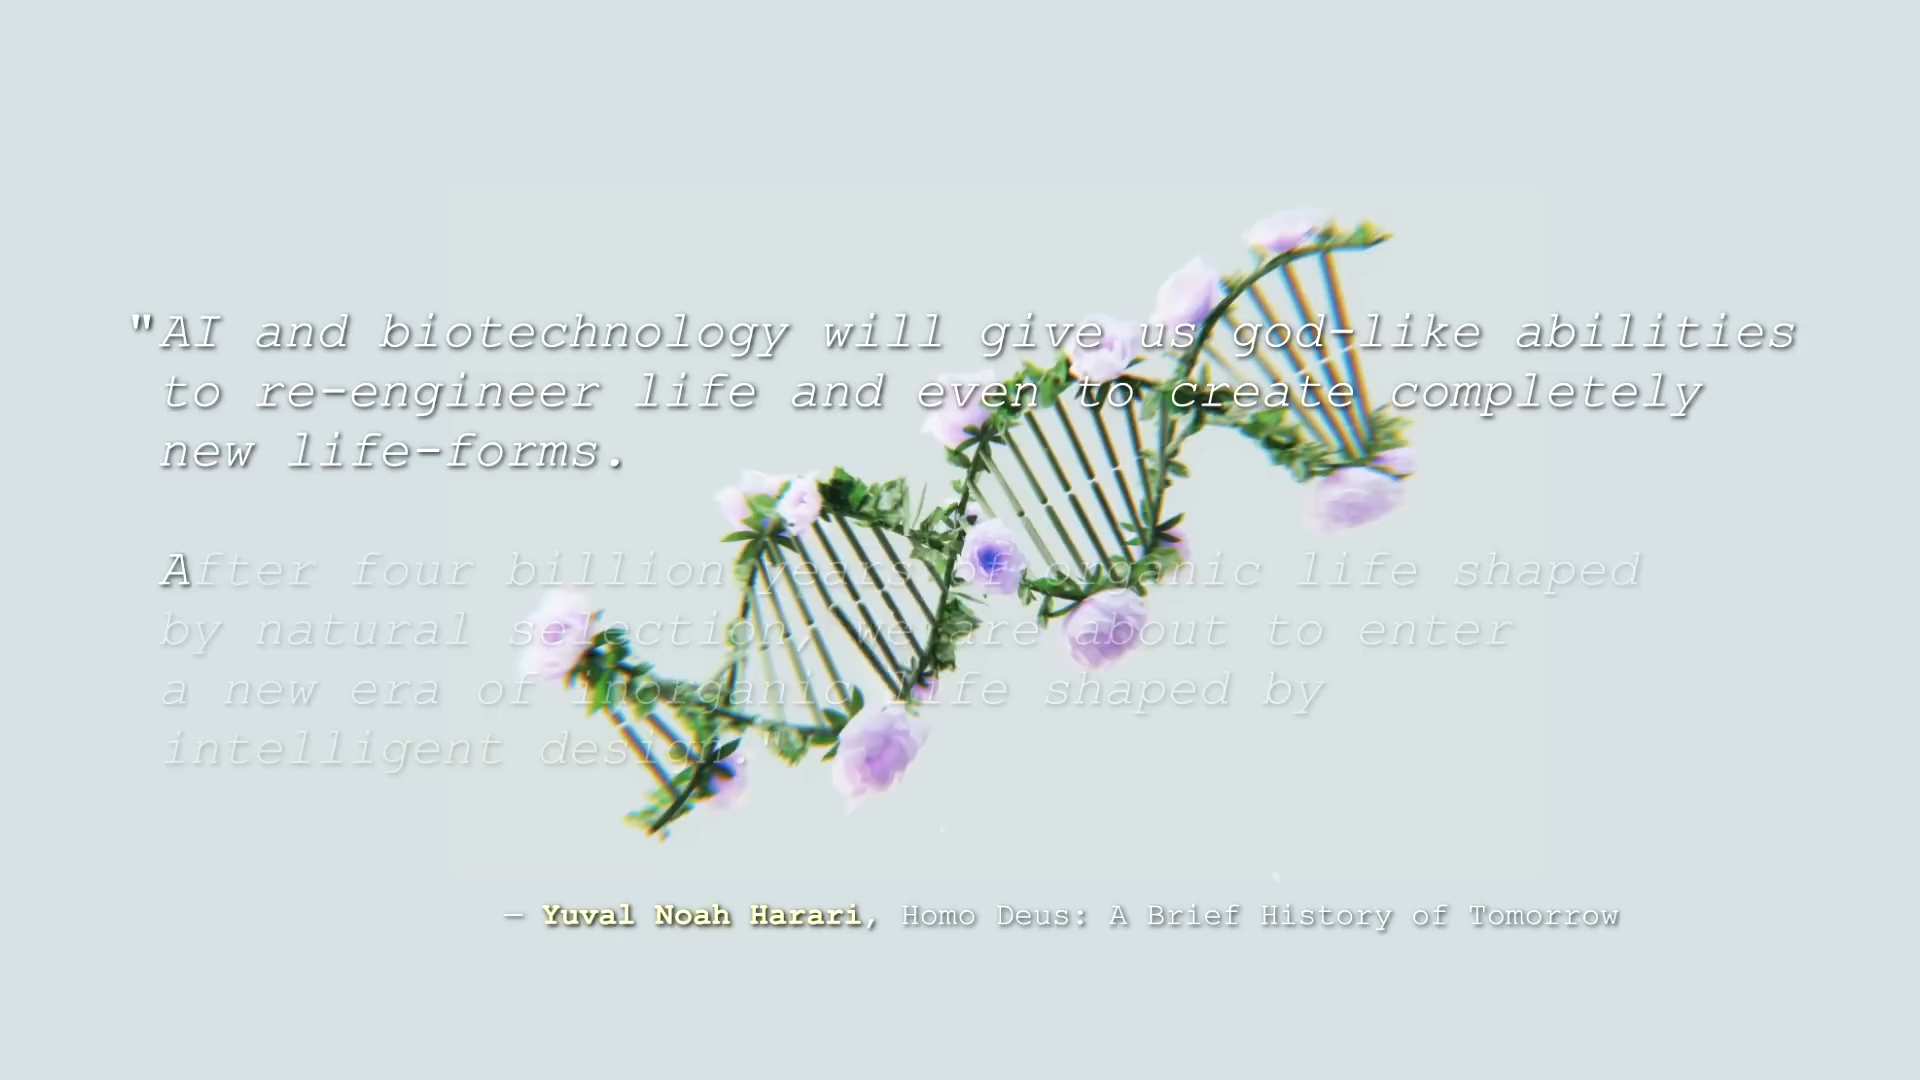 "AI and biotechnology will give us god-like abilities
to re-engineer life and even to create completely
new life-forms.
After four billion years of organic life shaped
by natural selection, we are about to enter
a new era of inorganic life shaped by
intelligent design."
— Yuval Noah Harari, Homo Deus: A Brief History of Tomorrow